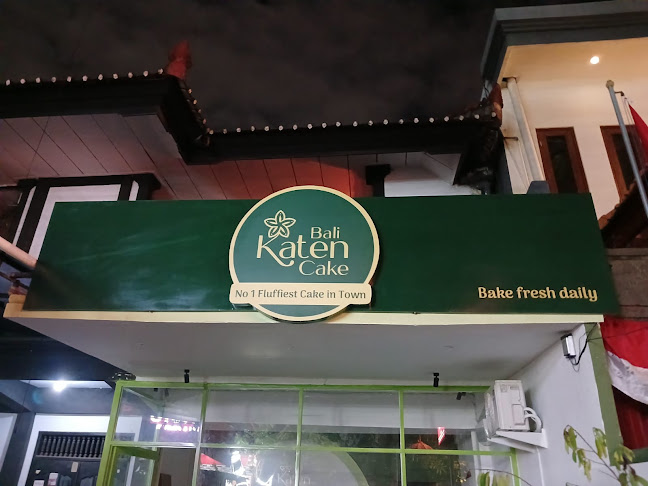 Bali
Katen
Cake
No 1 Fluffiest Cake in Town
Bake fresh daily